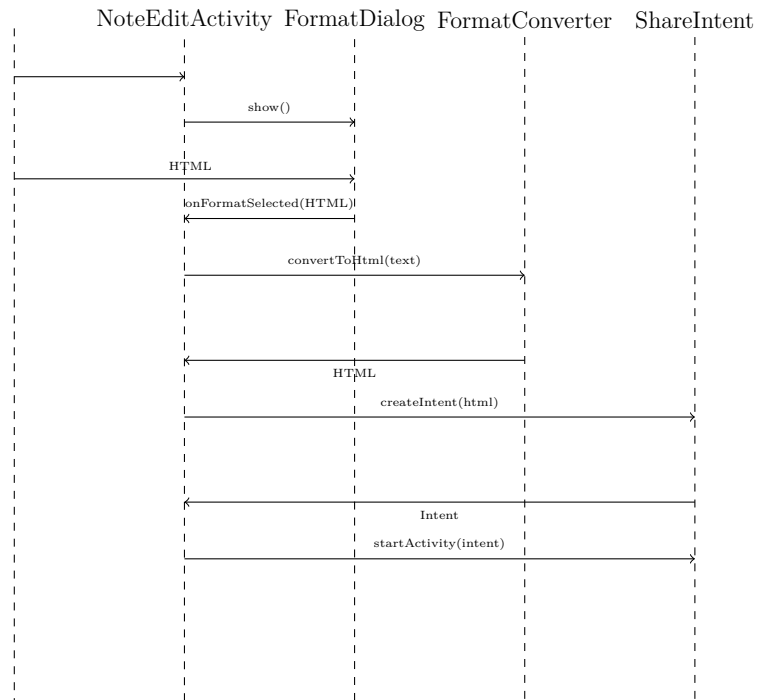 NoteEditActivity FormatDialog FormatConverter ShareIntent
show()
HTML
onFormatSelected(HTML)
convertToHtml(text)
HTML
createIntent(html)
Intent
startActivity(intent)